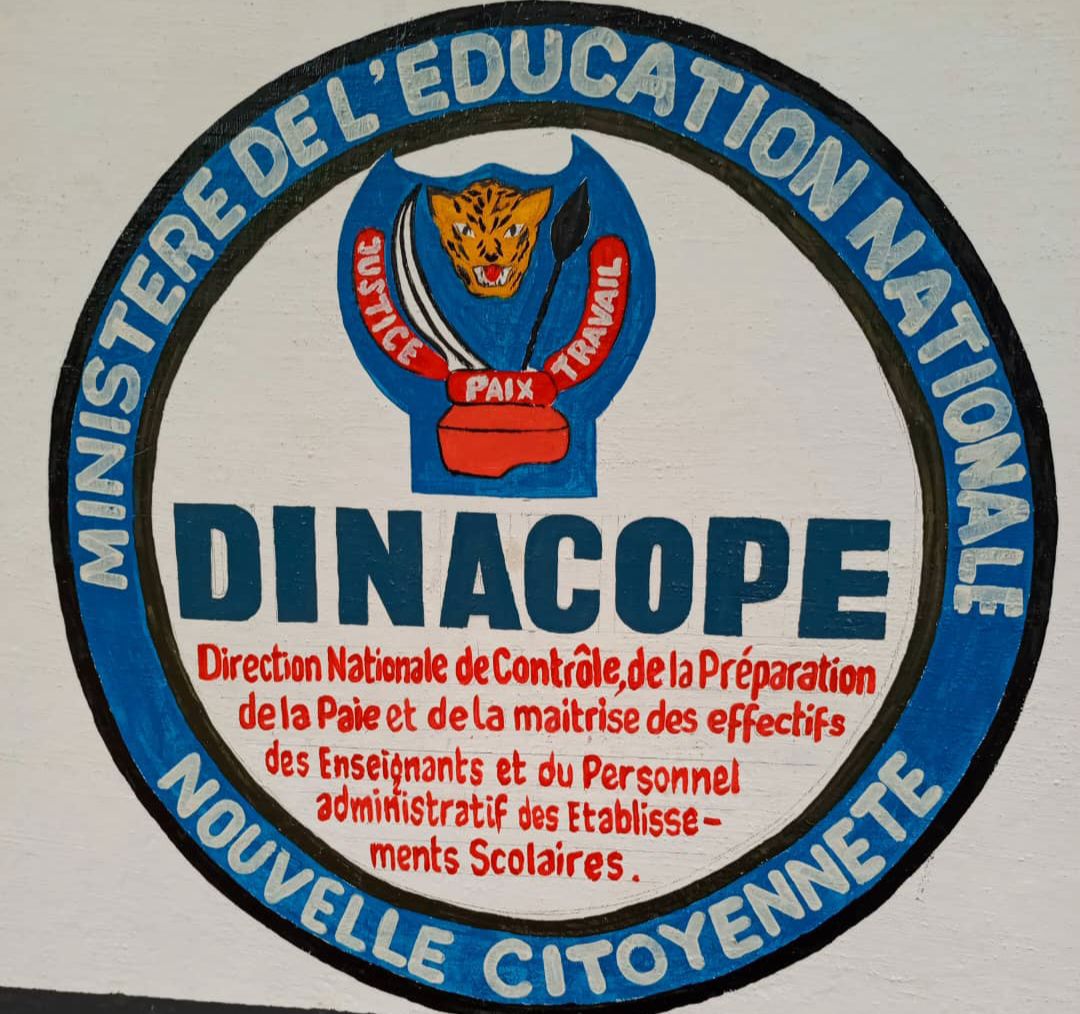 MINISTERE DE L'EDUCATION NATIONALE
JUSTICE
PAIX
TRAVAIL
DINACOPE
Direction Nationale de Contrôle, de la Préparation
de la Paie et de la maitrise des effectifs
des Enseignants et du Personnel
administratif des Etablisse-
ments Scolaires.
NOUVELLE CITOYENNETE